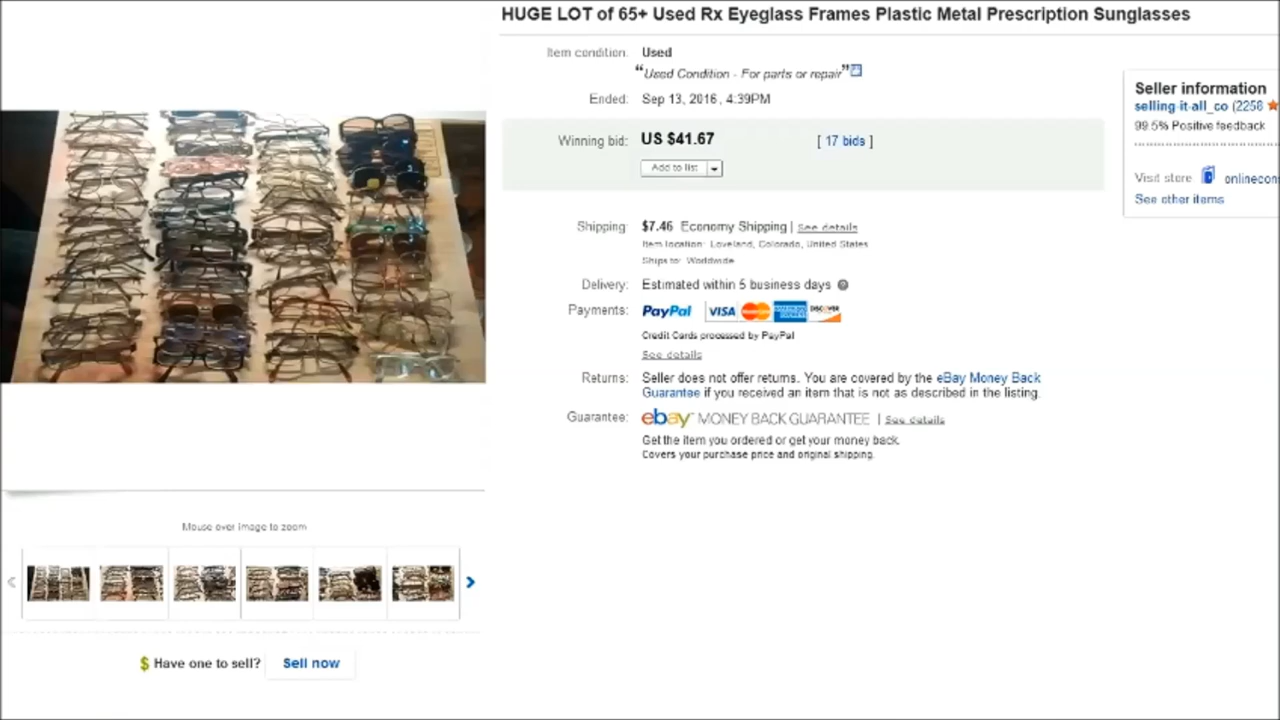 HUGE LOT of 65+ Used Rx Eyeglass Frames Plastic Metal Prescription Sunglasses
Item condition: Used
“Used Condition - For parts or repair”
Ended: Sep 13, 2016 , 4:39PM
Winning bid: US $41.67 [ 17 bids ]
Add to list
Shipping: $7.46 Economy Shipping | See details
Item location: Loveland, Colorado, United States
Ships to: Worldwide
Delivery: Estimated within 5 business days
Payments: PayPal VISA MasterCard AMERICAN EXPRESS DISCOVER
Credit Cards processed by PayPal
See details
Returns: Seller does not offer returns. You are covered by the eBay Money Back
Guarantee if you received an item that is not as described in the listing.
Guarantee: ebay MONEY BACK GUARANTEE | See details
Get the item you ordered or get your money back.
Covers your purchase price and original shipping.
Seller information
selling-it-all_co (2258
99.5% Positive feedback
Visit store onlinecon
See other items
Mouse over image to zoom
$ Have one to sell? Sell now